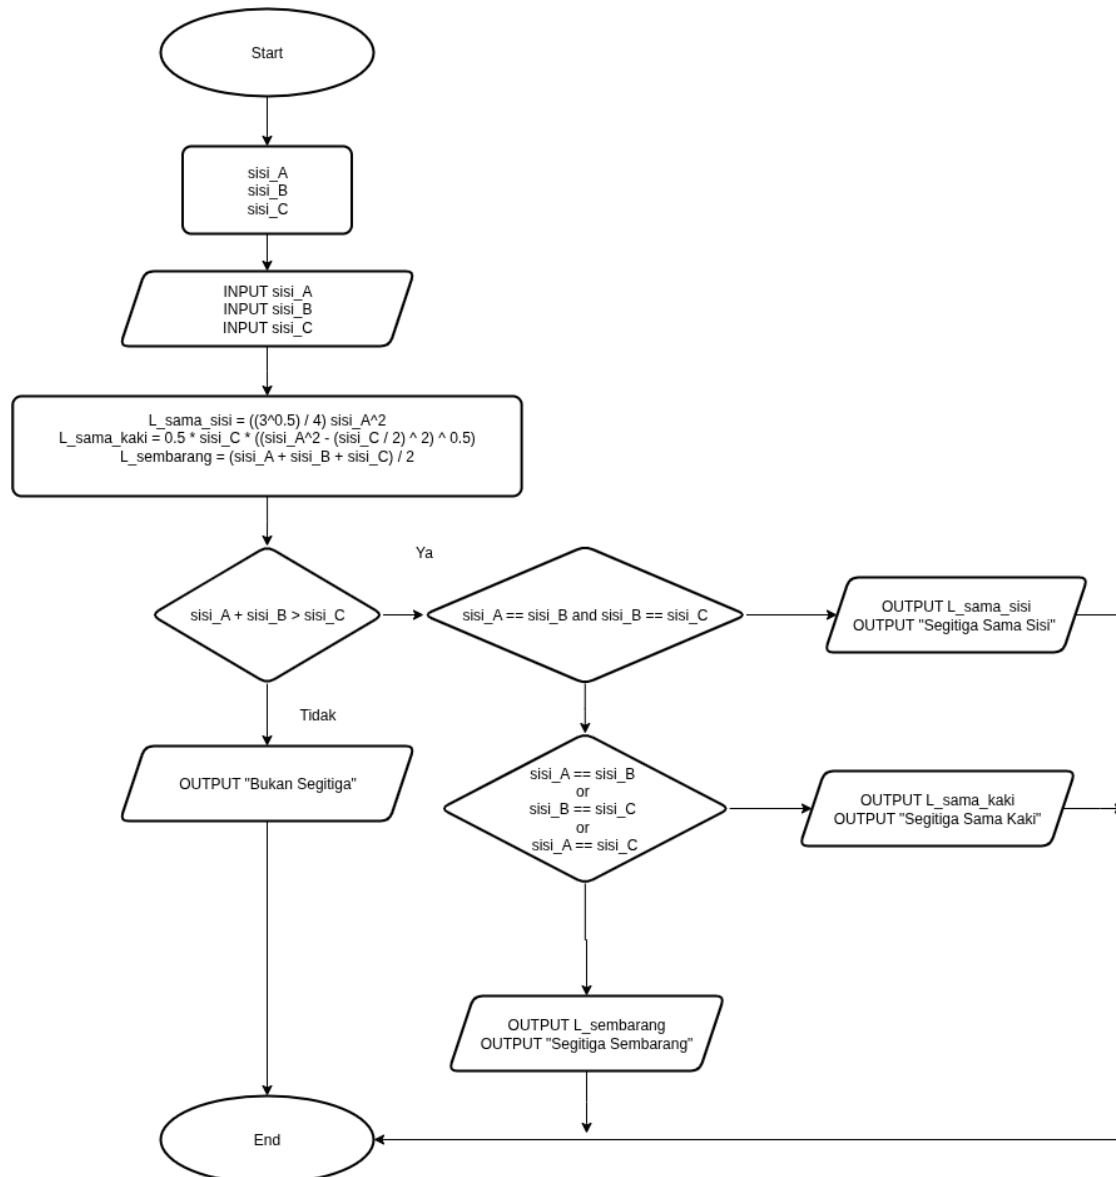 Start
sisi_A
sisi_B
sisi_C
INPUT sisi_A
INPUT sisi_B
INPUT sisi_C
L_sama_sisi = ((3^0.5) / 4) sisi_A^2
L_sama_kaki = 0.5 * sisi_C * ((sisi_A^2 - (sisi_C / 2) ^ 2) ^ 0.5)
L_sembarang = (sisi_A + sisi_B + sisi_C) / 2
sisi_A + sisi_B > sisi_C
Ya
sisi_A == sisi_B and sisi_B == sisi_C
OUTPUT L_sama_sisi
OUTPUT "Segitiga Sama Sisi"
Tidak
OUTPUT "Bukan Segitiga"
sisi_A == sisi_B
or
sisi_B == sisi_C
or
sisi_A == sisi_C
OUTPUT L_sama_kaki
OUTPUT "Segitiga Sama Kaki"
OUTPUT L_sembarang
OUTPUT "Segitiga Sembarang"
End